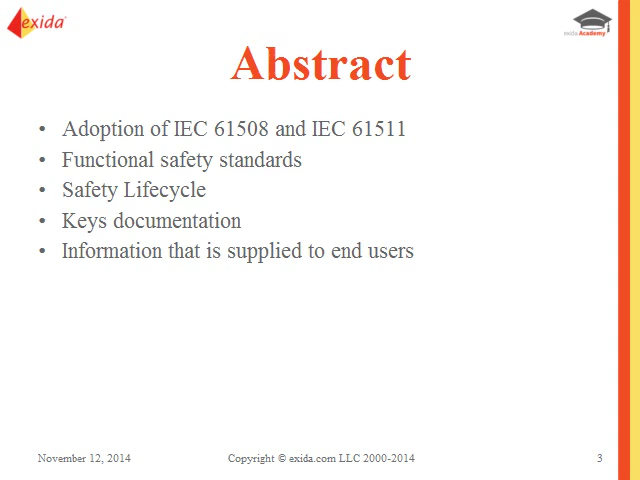 exida
exida Academy
Abstract
• Adoption of IEC 61508 and IEC 61511
• Functional safety standards
• Safety Lifecycle
• Keys documentation
• Information that is supplied to end users
November 12, 2014 Copyright © exida.com LLC 2000-2014 3